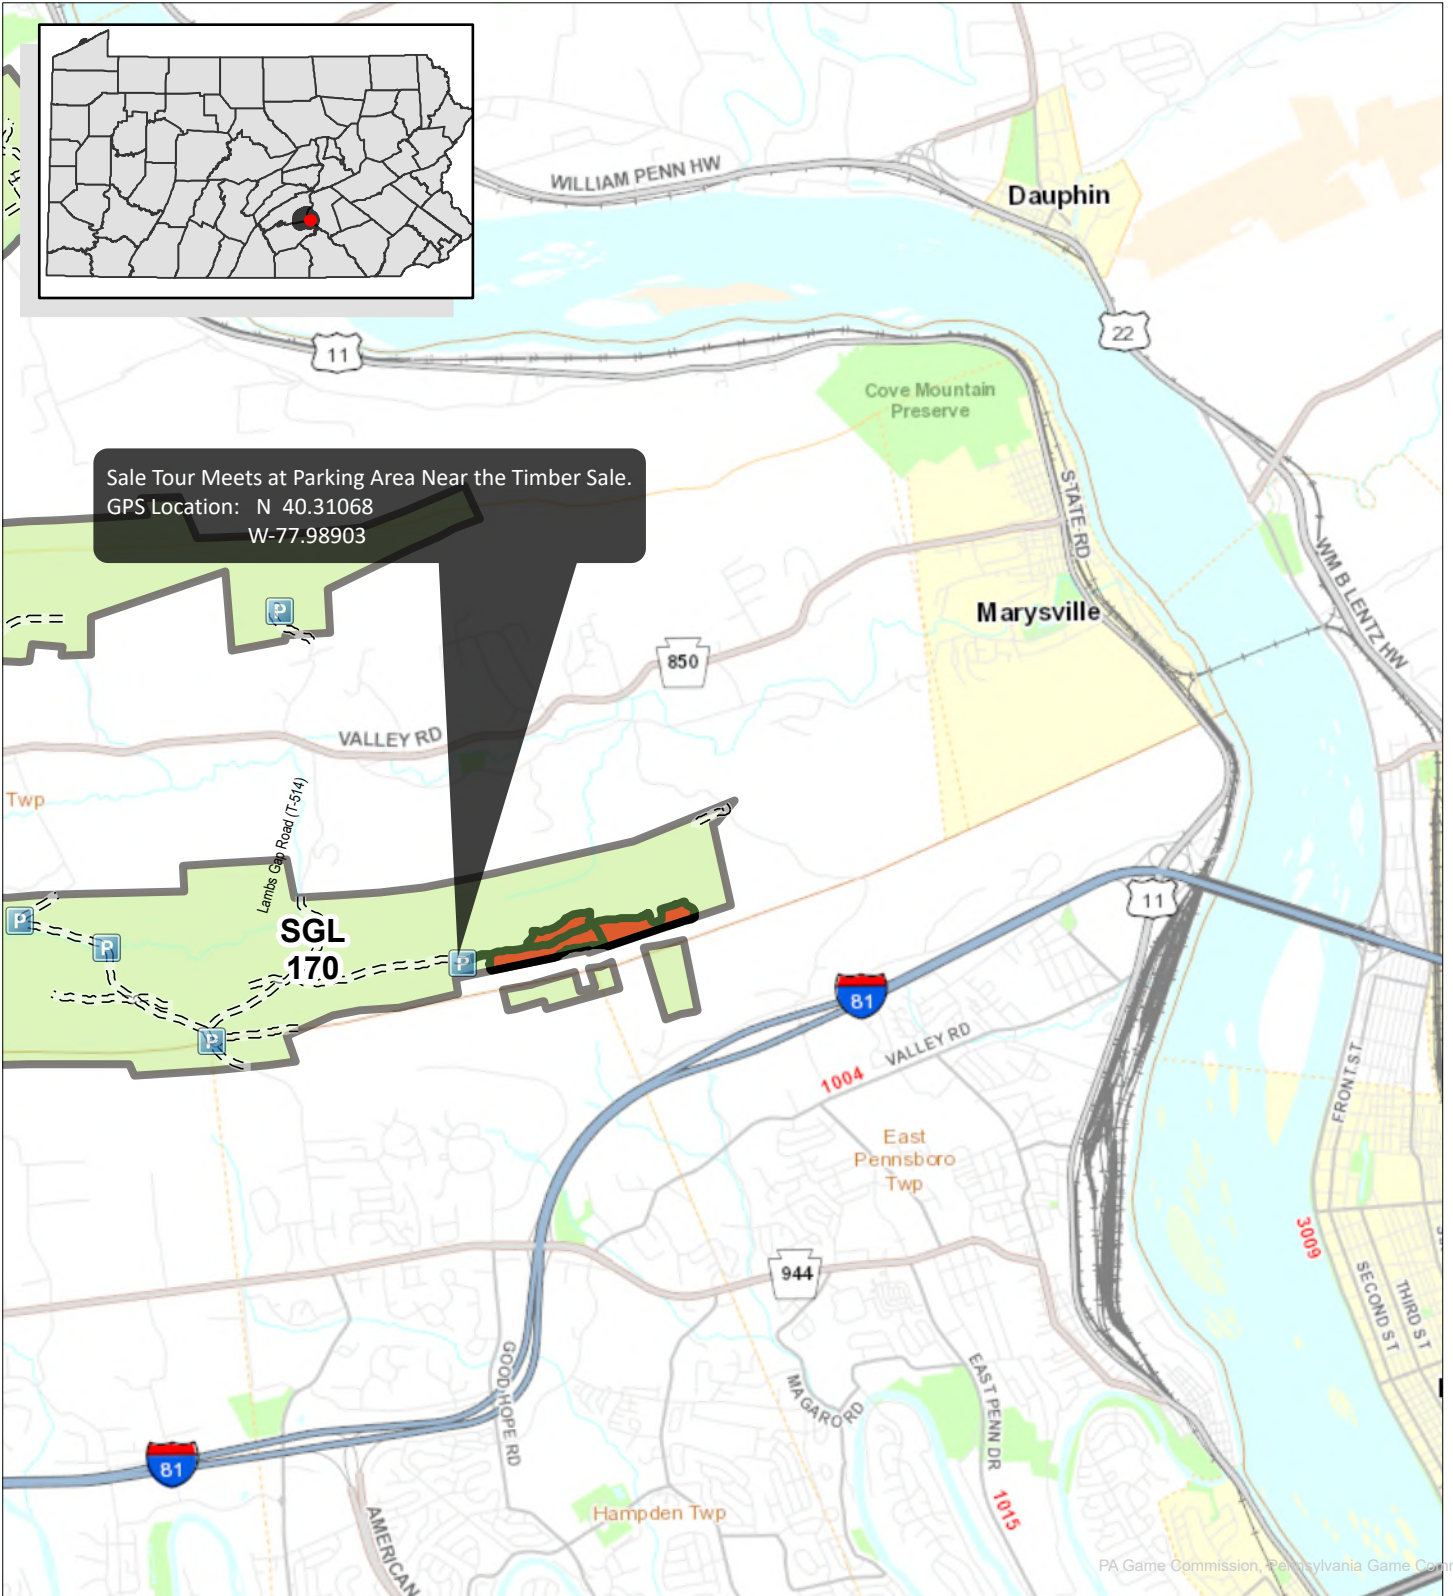 WILLIAM PENN HW
Dauphin
22
11
Cove Mountain
Preserve
Sale Tour Meets at Parking Area Near the Timber Sale.
GPS Location: N 40.31068
W-77.98903
STATE RD
WM B LENTZ HW
P
Marysville
850
VALLEY RD
Twp
Lambs Gap Road (T-514)
P
P
SGL
170
P
P
11
81
VALLEY RD
1004
FRONT ST
East
Pennsboro
Twp
3009
944
SECOND ST
THIRD ST
GOOD HOPE RD
MAGARO RD
EAST PENN DR
81
1015
Hampden Twp
AMERICAN
PA Game Commission, Pennsylvania Game